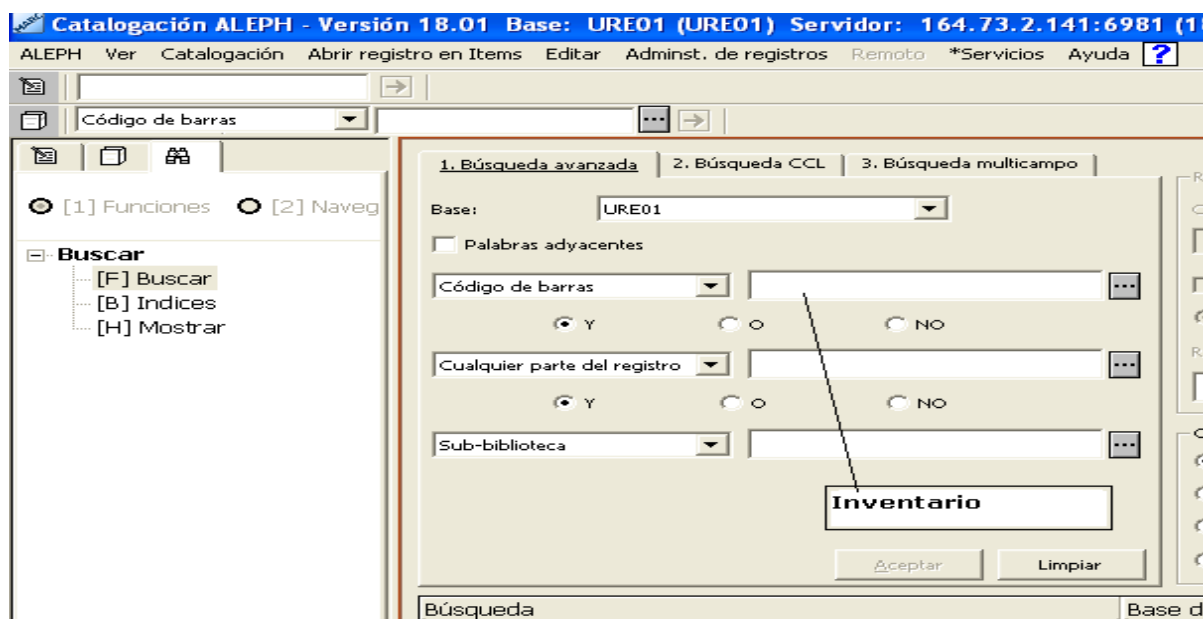 Catalogación ALEPH - Versión 18.01 Base: URE01 (URE01) Servidor: 164.73.2.141:6981
ALEPH Ver Catalogación Abrir registro en Items Editar Adminst. de registros Remoto *Servicios Ayuda ?
Código de barras
1. Búsqueda avanzada 2. Búsqueda CCL 3. Búsqueda multicampo
[1] Funciones [2] Naveg
Base: URE01
Palabras adyacentes
Buscar
[F] Buscar
[B] Indices
[H] Mostrar
Código de barras
Y O NO
Cualquier parte del registro
Y O NO
Sub-biblioteca
Inventario
Aceptar Limpiar
Búsqueda Base d